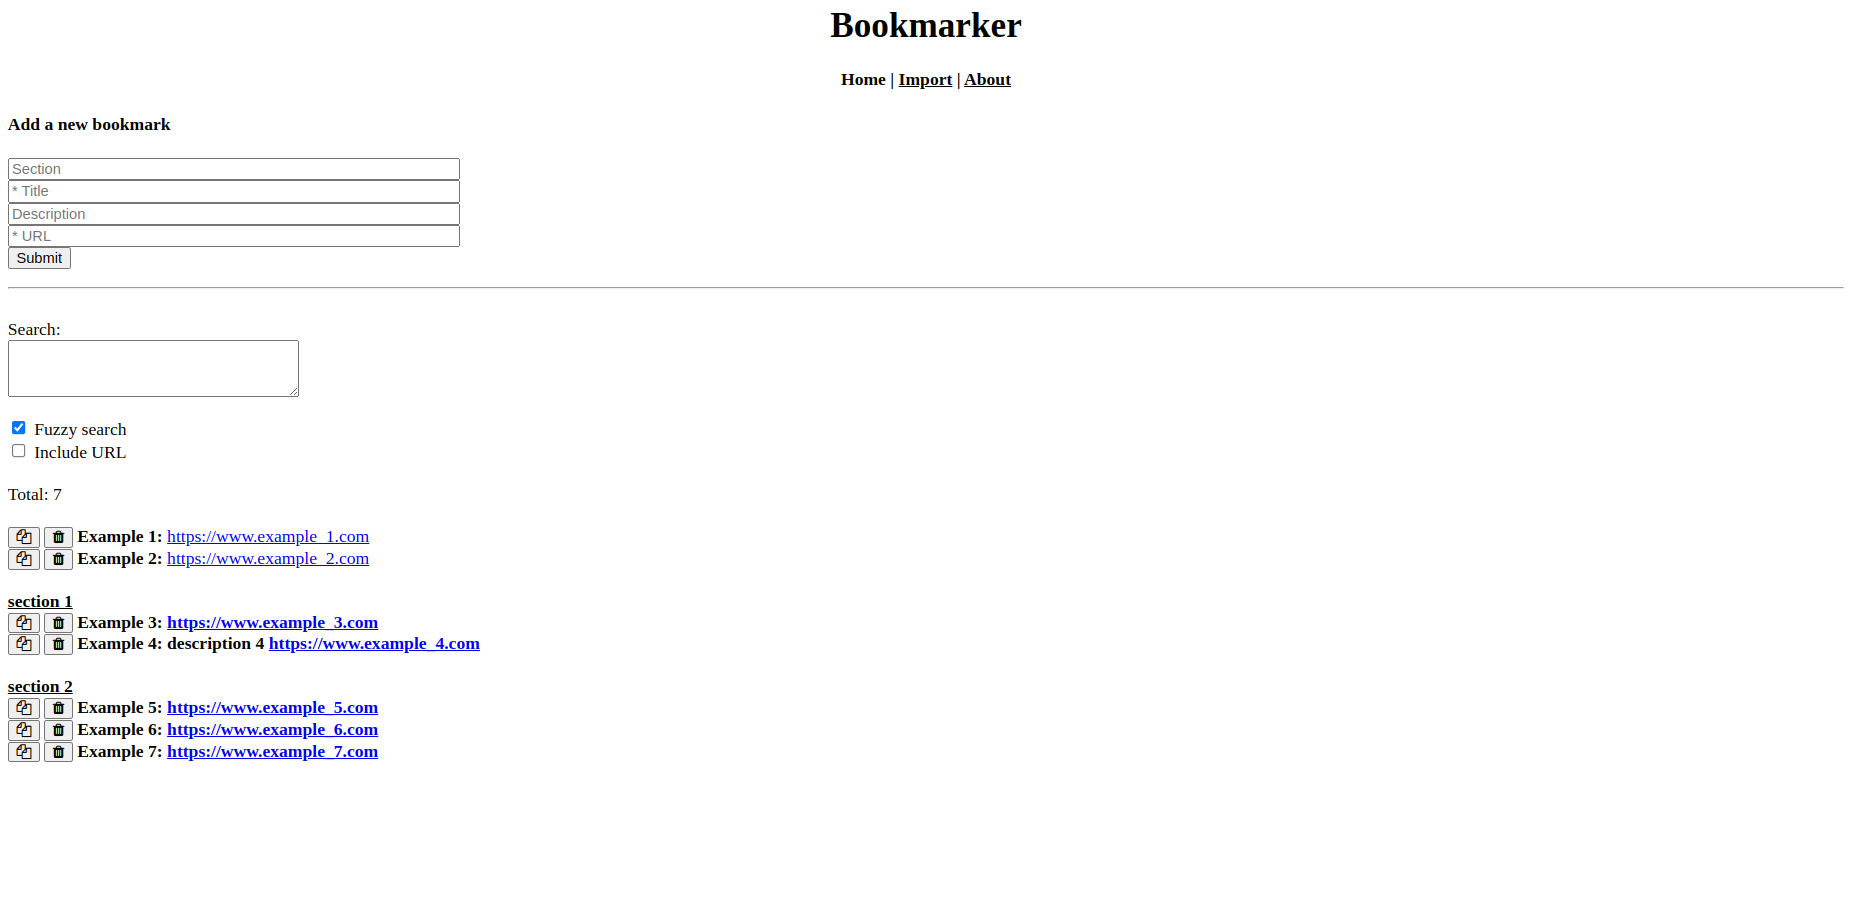 Bookmarker
Home | Import | About
Add a new bookmark
Section
* Title
Description
* URL
Submit
Search:
Fuzzy search
Include URL
Total: 7
Example 1: https://www.example_1.com
Example 2: https://www.example_2.com
section 1
Example 3: https://www.example_3.com
Example 4: description 4 https://www.example_4.com
section 2
Example 5: https://www.example_5.com
Example 6: https://www.example_6.com
Example 7: https://www.example_7.com